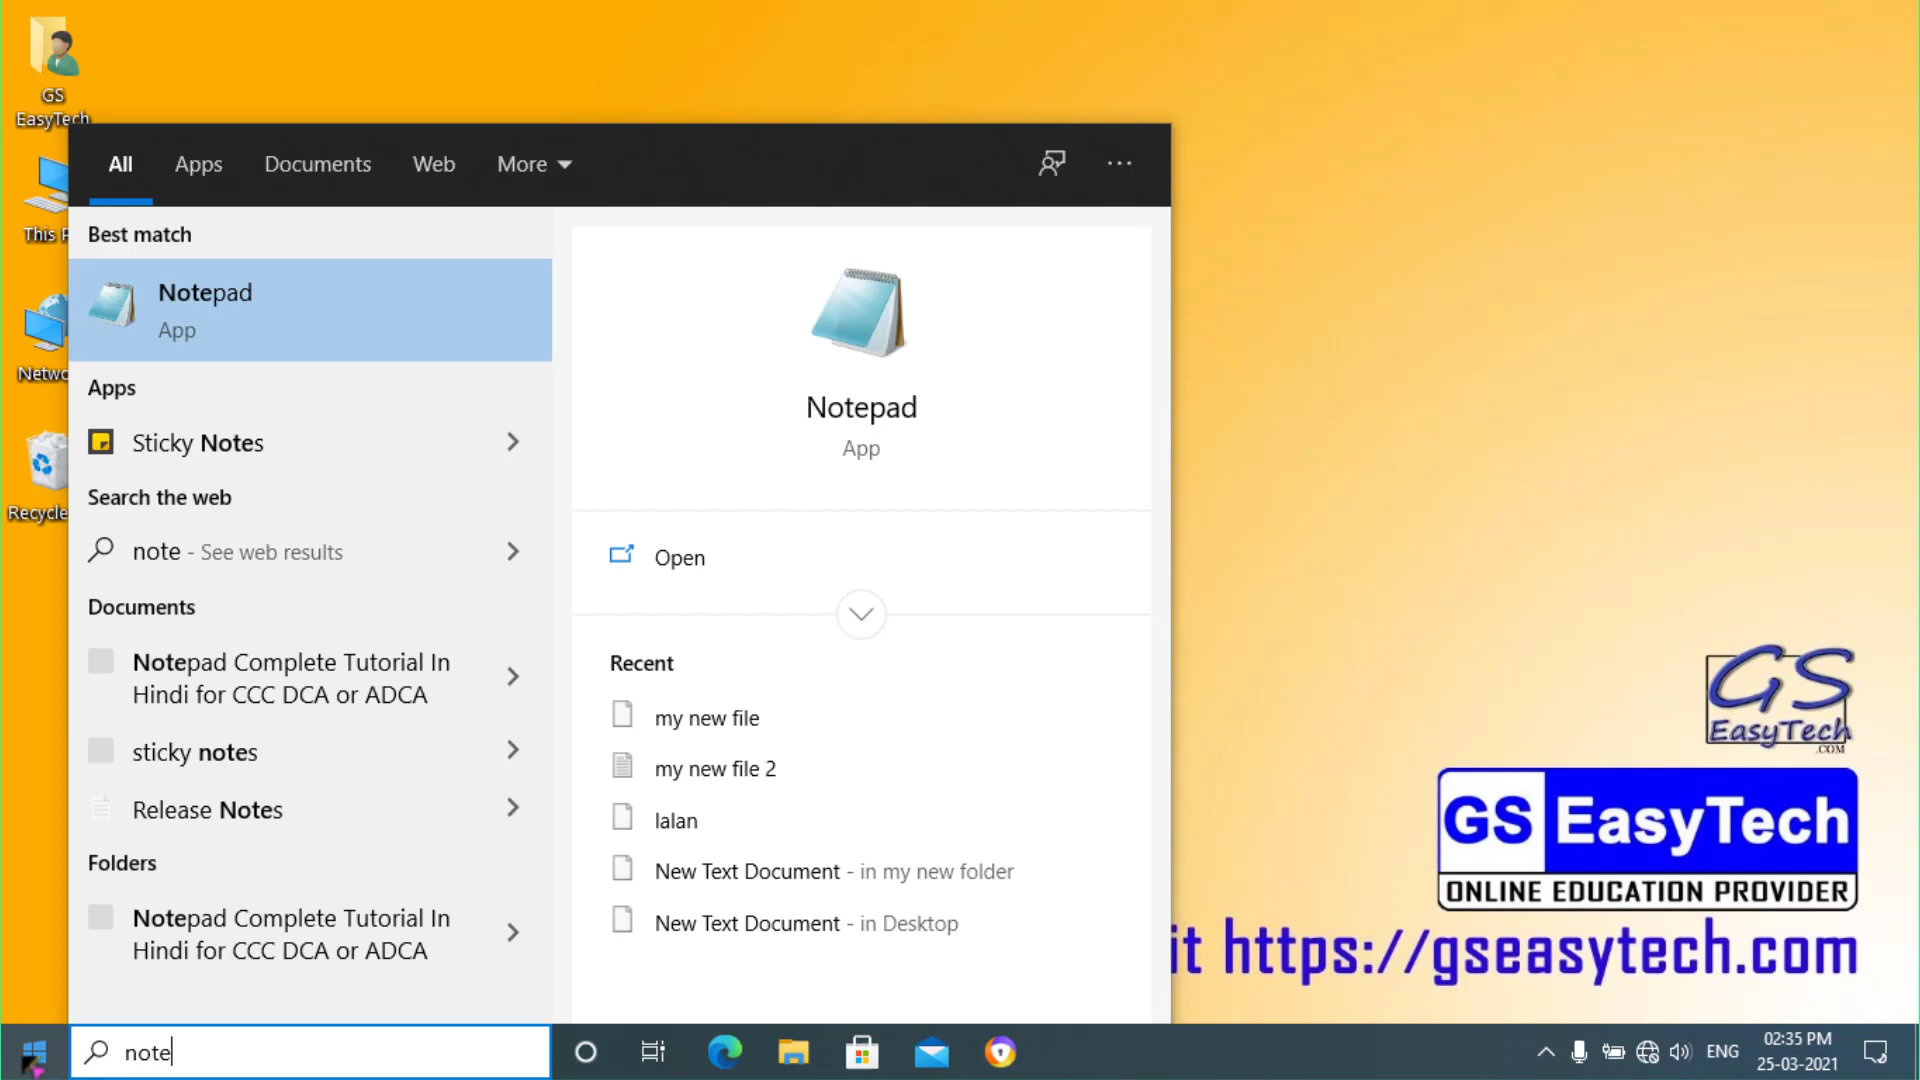 GS
EasyTech
This P
Netwo
Recycle
All Apps Documents Web More
Best match
Notepad
App
Apps
Sticky Notes
Search the web
note - See web results
Documents
Notepad Complete Tutorial In
Hindi for CCC DCA or ADCA
sticky notes
Release Notes
Folders
Notepad Complete Tutorial In
Hindi for CCC DCA or ADCA
Notepad
App
Open
Recent
my new file
my new file 2
lalan
New Text Document - in my new folder
New Text Document - in Desktop
GS
EasyTech
.COM
GS EasyTech
ONLINE EDUCATION PROVIDER
it https://gseasytech.com
note
ENG
02:35 PM
25-03-2021